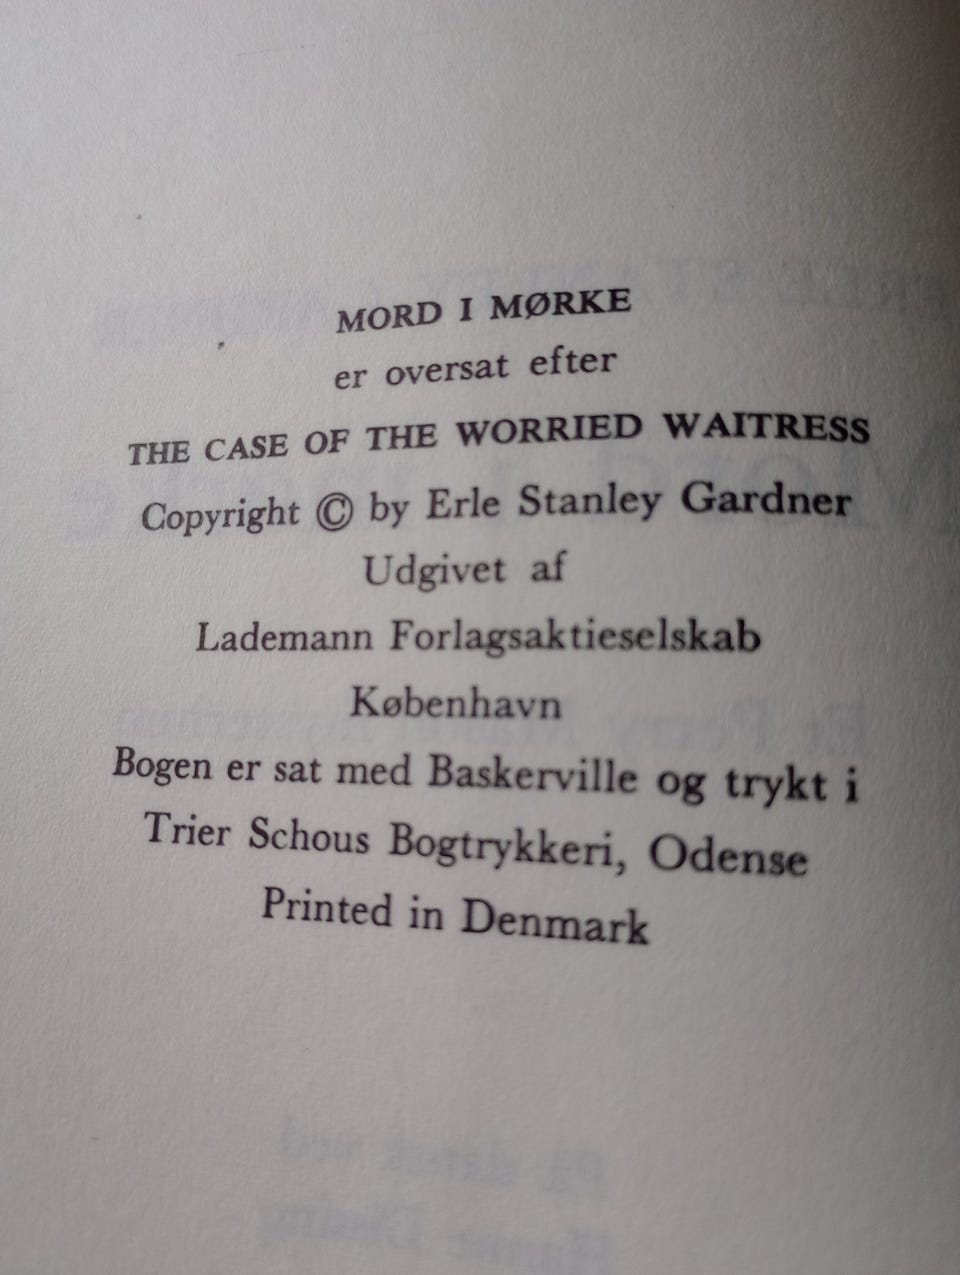 MORD I MØRKE
er oversat efter
THE CASE OF THE WORRIED WAITRESS
Copyright © by Erle Stanley Gardner
Udgivet af
Lademann Forlagsaktieselskab
København
Bogen er sat med Baskerville og trykt i
Trier Schous Bogtrykkeri, Odense
Printed in Denmark